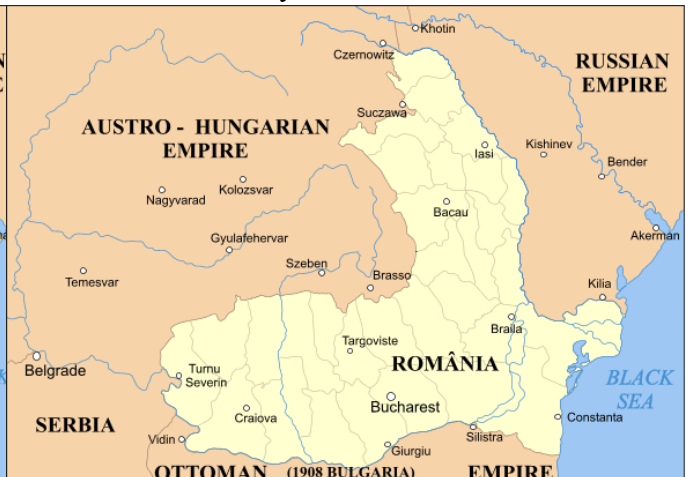 Khotin
Czernowitz
RUSSIAN
EMPIRE
Suczawa
AUSTRO - HUNGARIAN
EMPIRE
Iasi
Kishinev
Bender
Nagyvarad
Kolozsvar
Bacau
Akerman
Gyulafehervar
Szeben
Brasso
Temesvar
Kilia
Braila
Targoviste
ROMÂNIA
Belgrade
Turnu
Severin
BLACK
SEA
Bucharest
Craiova
Constanta
SERBIA
Vidin
Silistra
Giurgiu
OTTOMAN (1908 BULGARIA) EMPIRE